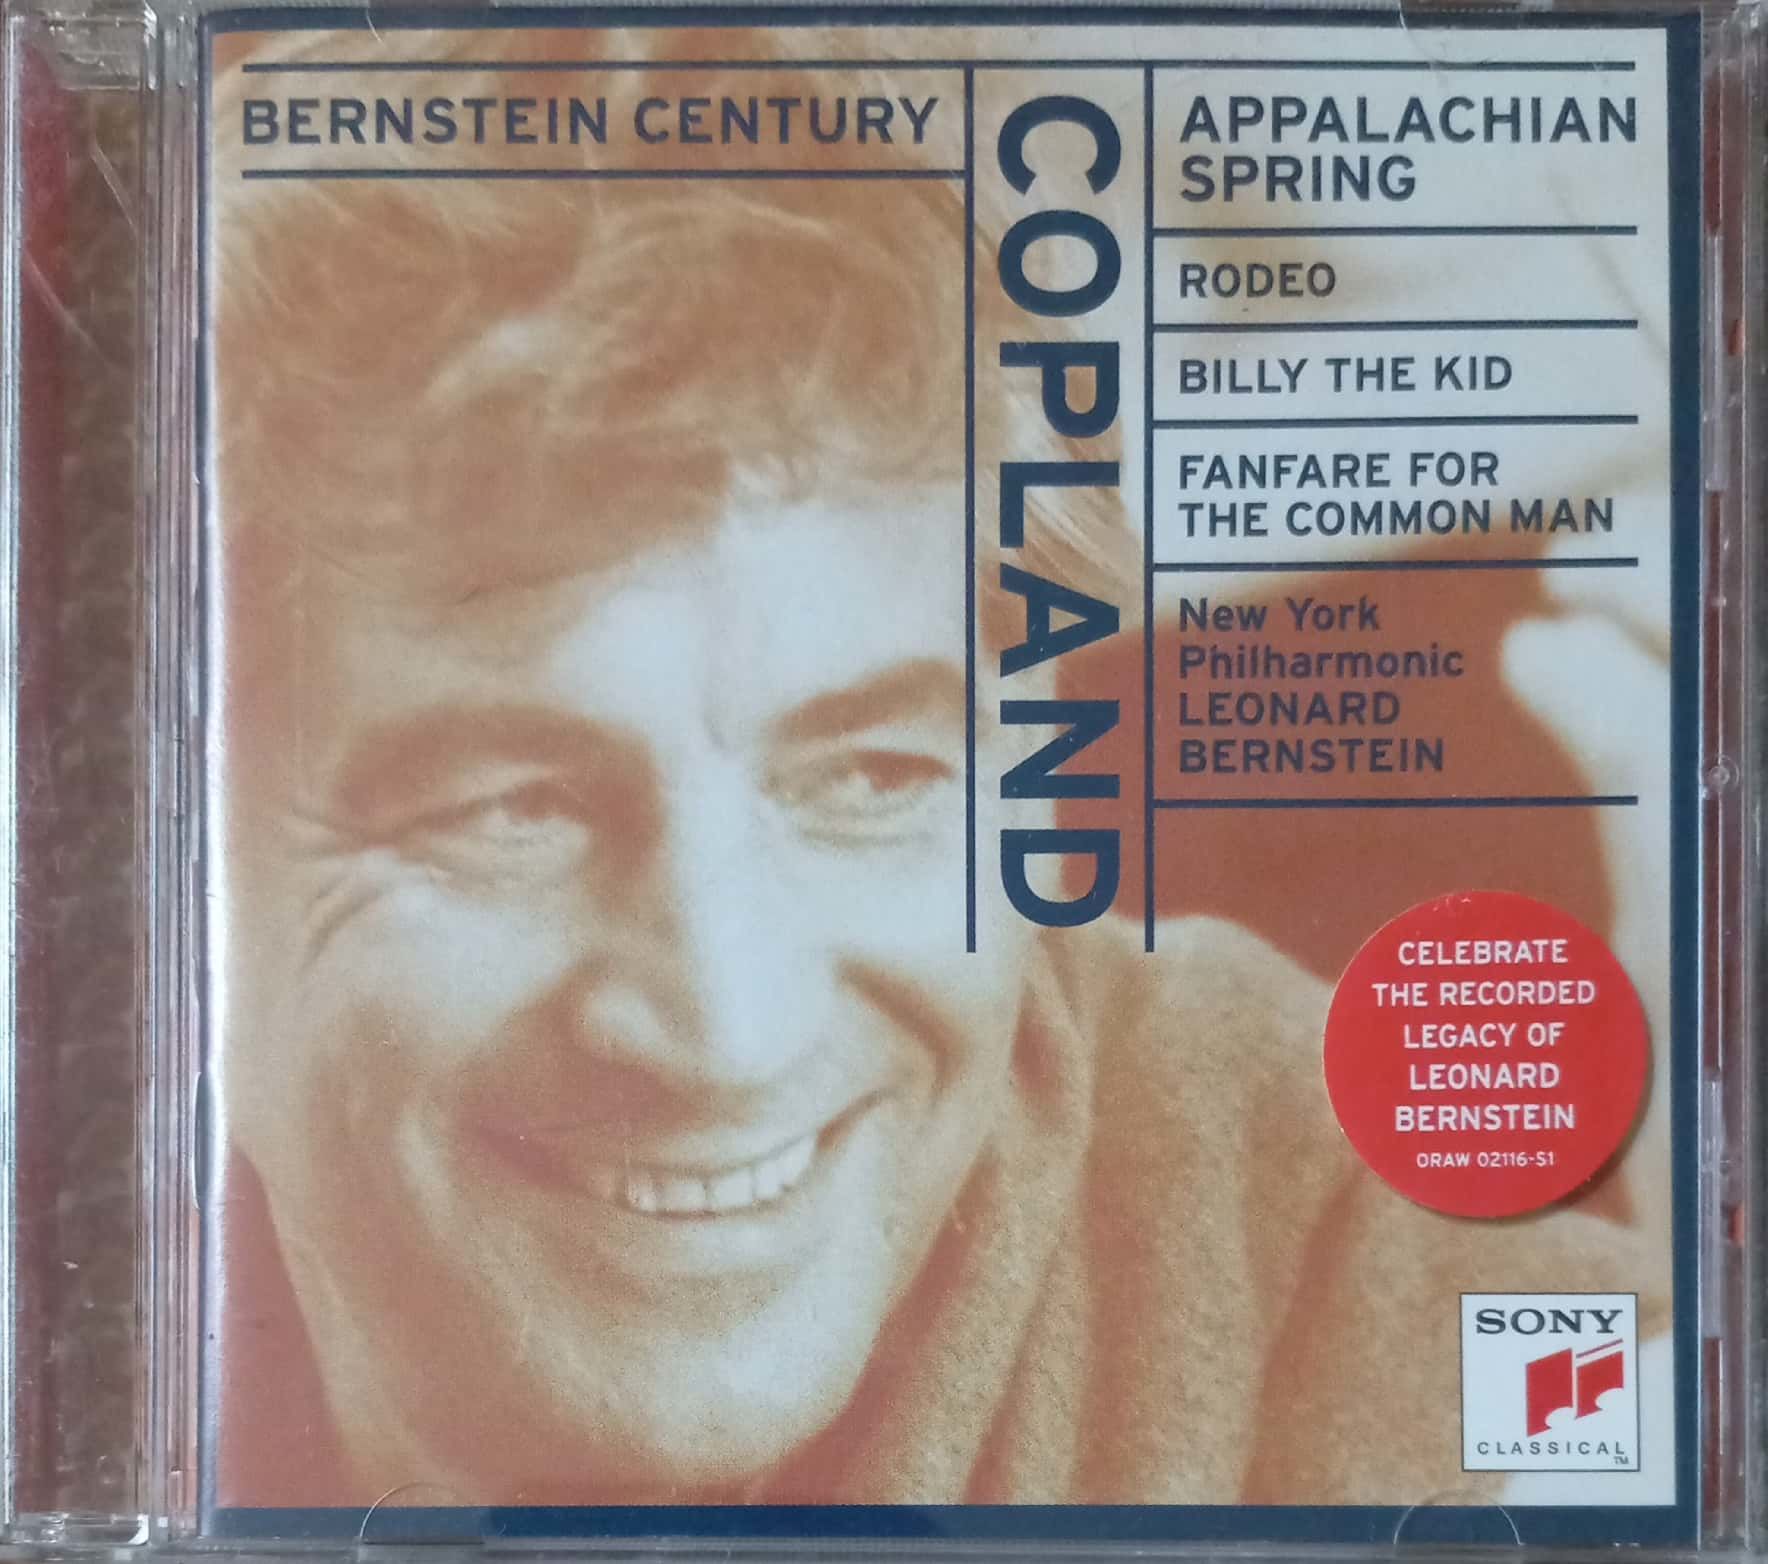 BERNSTEIN CENTURY
COPLAND
APPALACHIAN
SPRING
RODEO
BILLY THE KID
FANFARE FOR
THE COMMON MAN
New York
Philharmonic
LEONARD
BERNSTEIN
CELEBRATE
THE RECORDED
LEGACY OF
LEONARD
BERNSTEIN
ORAW 02116-S1
SONY
CLASSICAL
TM